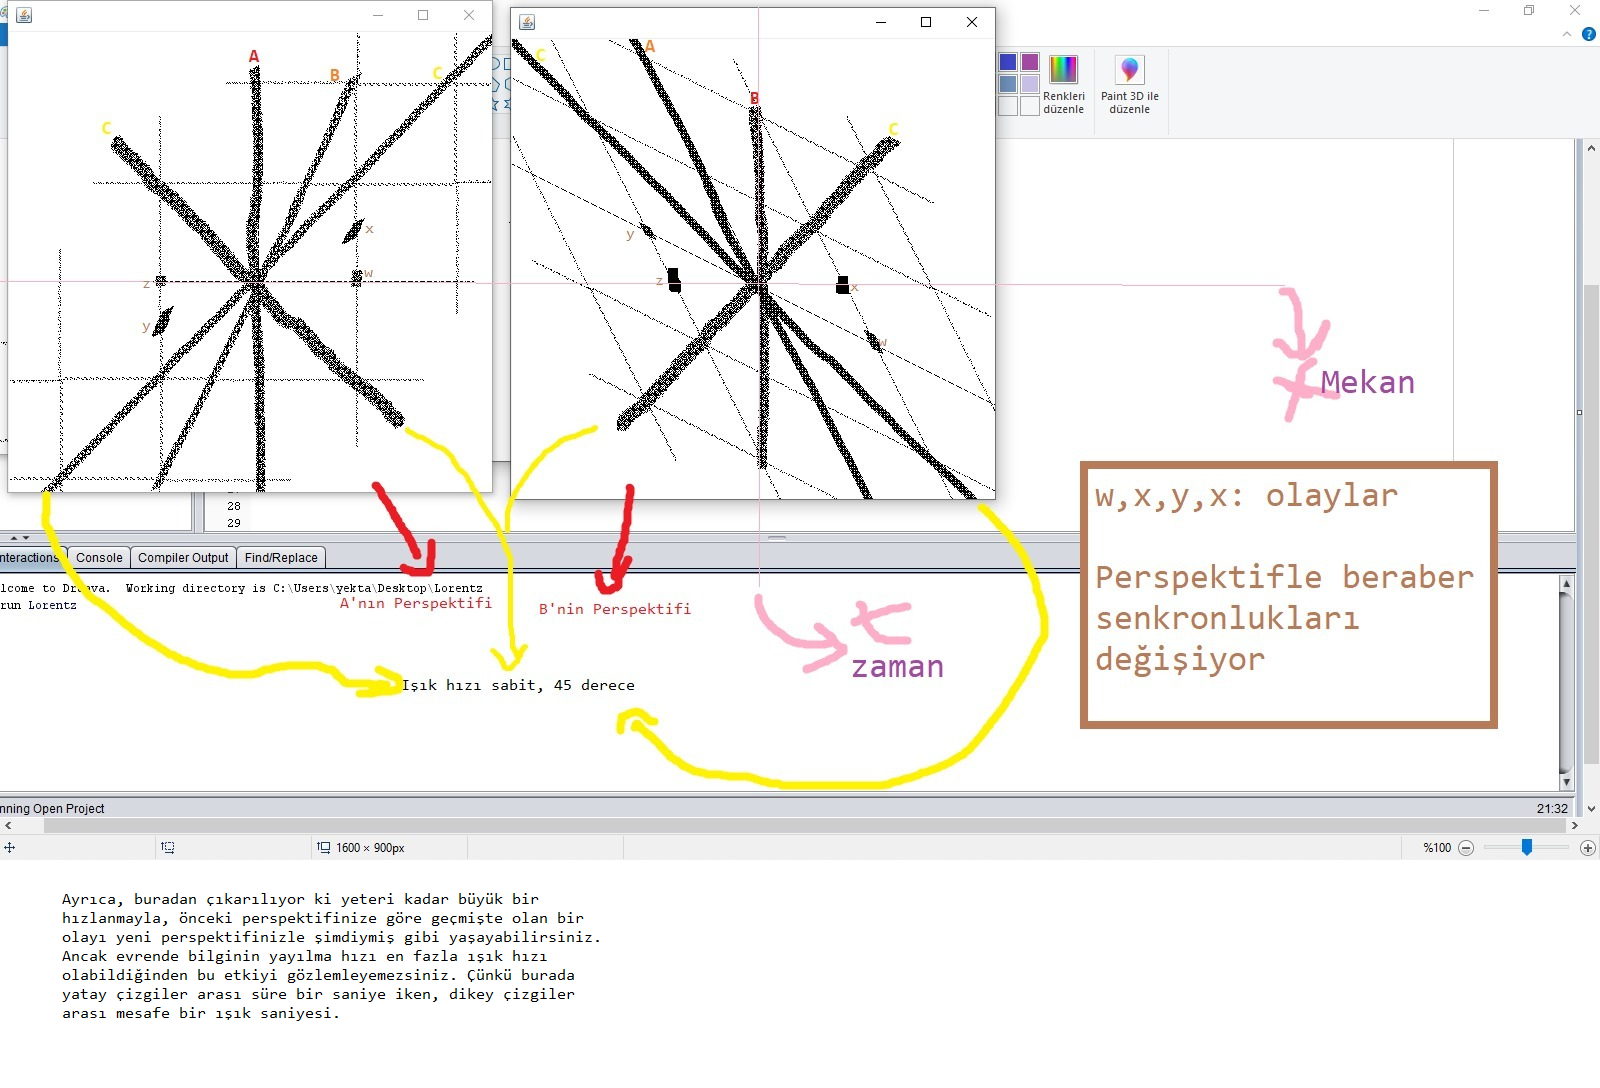 A
B
C
C
x
w
z
y
C
A
B
C
y
z
x
w
Renkleri
düzenle
Paint 3D ile
düzenle
?
x Mekan
w,x,y,x: olaylar
Perspektifle beraber
senkronlukları
değişiyor
28
29
nteractions
Console
Compiler Output
Find/Replace
lcome to DrJava. Working directory is C:\Users\yekta\Desktop\Lorentz
run Lorentz
A'nın Perspektifi
B'nin Perspektifi
t
zaman
Işık hızı sabit, 45 derece
nning Open Project
21:32
1600 × 900px
%100
Ayrıca, buradan çıkarılıyor ki yeteri kadar büyük bir
hızlanmayla, önceki perspektifinize göre geçmişte olan bir
olayı yeni perspektifinizle şimdiymiş gibi yaşayabilirsiniz.
Ancak evrende bilginin yayılma hızı en fazla ışık hızı
olabildiğinden bu etkiyi gözlemleyemezsiniz. Çünkü burada
yatay çizgiler arası süre bir saniye iken, dikey çizgiler
arası mesafe bir ışık saniyesi.